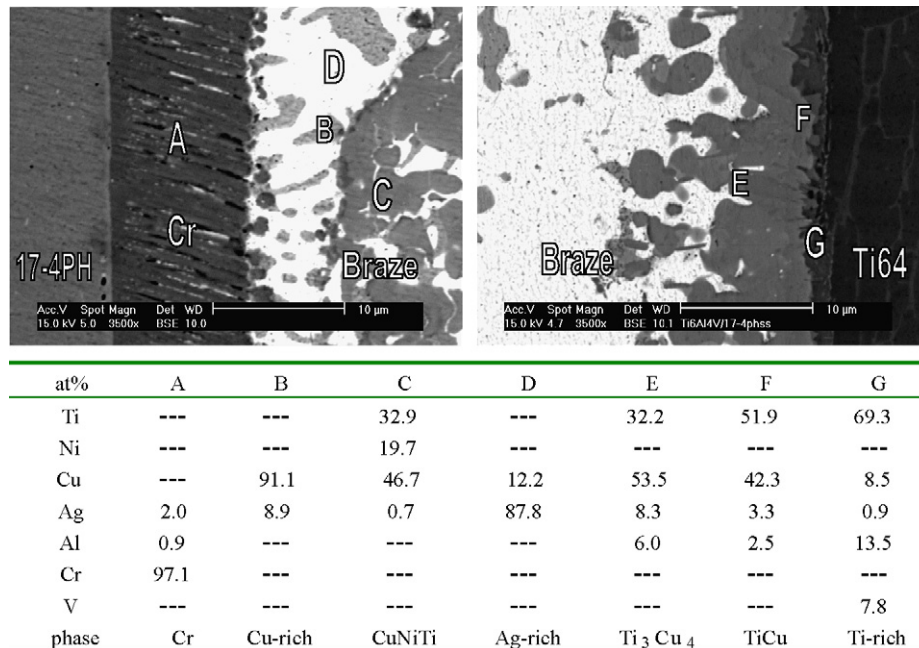 D
B
A
C
Cr
17-4PH
Braze
Acc.V Spot Magn Det WD 10 µm
15.0 kV 5.0 3500x BSE 10.0
F
E
G
Braze
Ti64
Acc.V Spot Magn Det WD 10 µm
15.0 kV 4.7 3500x BSE 10.1 Ti6Al4V/17-4phss
at% A B C D E F G
Ti --- --- 32.9 --- 32.2 51.9 69.3
Ni --- --- 19.7 --- --- --- ---
Cu --- 91.1 46.7 12.2 53.5 42.3 8.5
Ag 2.0 8.9 0.7 87.8 8.3 3.3 0.9
Al 0.9 --- --- --- 6.0 2.5 13.5
Cr 97.1 --- --- --- --- --- ---
V --- --- --- --- --- --- 7.8
phase Cr Cu-rich CuNiTi Ag-rich Ti₃Cu₄ TiCu Ti-rich